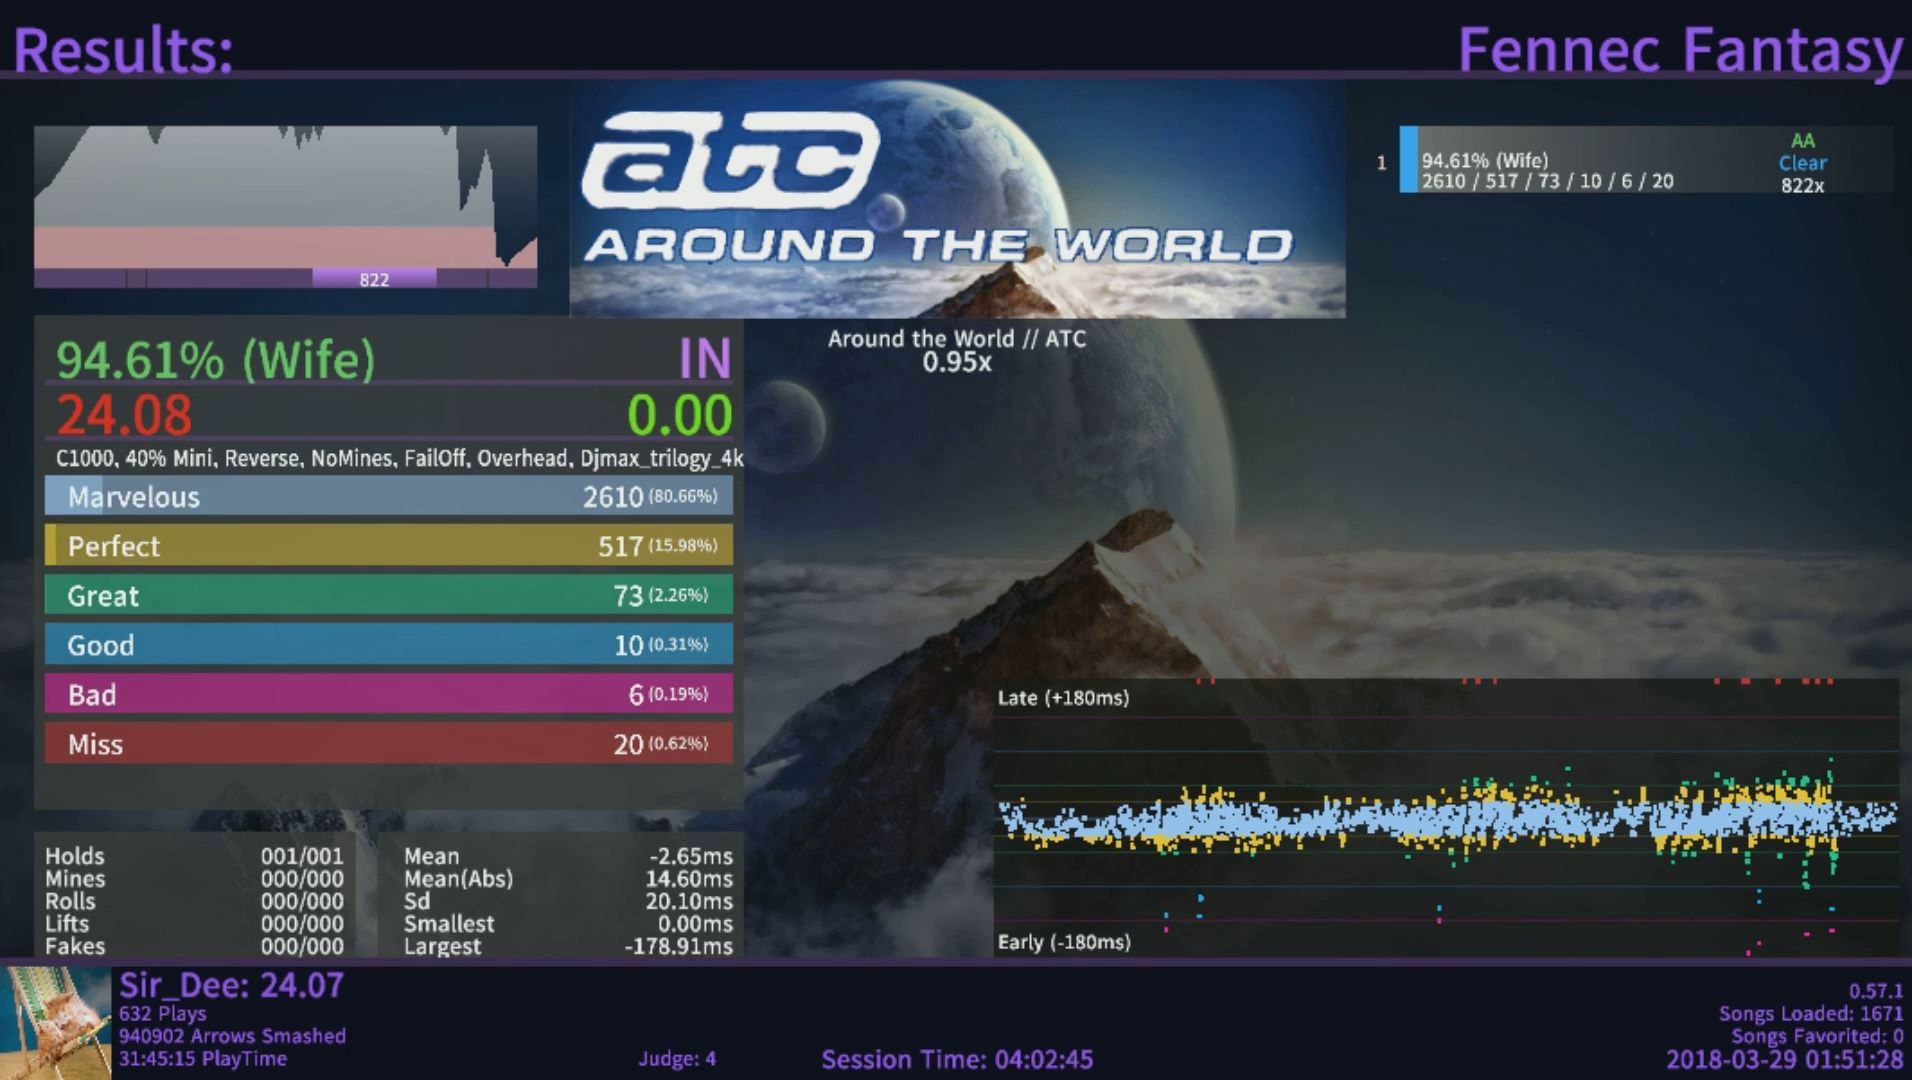 Results:
Fennec Fantasy
822
atc
AROUND THE WORLD
1
94.61% (Wife)
2610 / 517 / 73 / 10 / 6 / 20
AA
Clear
822x
Around the World // ATC
0.95x
94.61% (Wife) IN
24.08 0.00
C1000, 40% Mini, Reverse, NoMines, FailOff, Overhead, Djmax_trilogy_4k
Marvelous 2610 (80.66%)
Perfect 517 (15.98%)
Great 73 (2.26%)
Good 10 (0.31%)
Bad 6 (0.19%)
Miss 20 (0.62%)
Holds 001/001
Mines 000/000
Rolls 000/000
Lifts 000/000
Fakes 000/000
Mean -2.65ms
Mean(Abs) 14.60ms
Sd 20.10ms
Smallest 0.00ms
Largest -178.91ms
Late (+180ms)
Early (-180ms)
Sir_Dee: 24.07
632 Plays
940902 Arrows Smashed
31:45:15 PlayTime
Judge: 4
Session Time: 04:02:45
0.57.1
Songs Loaded: 1671
Songs Favorited: 0
2018-03-29 01:51:28